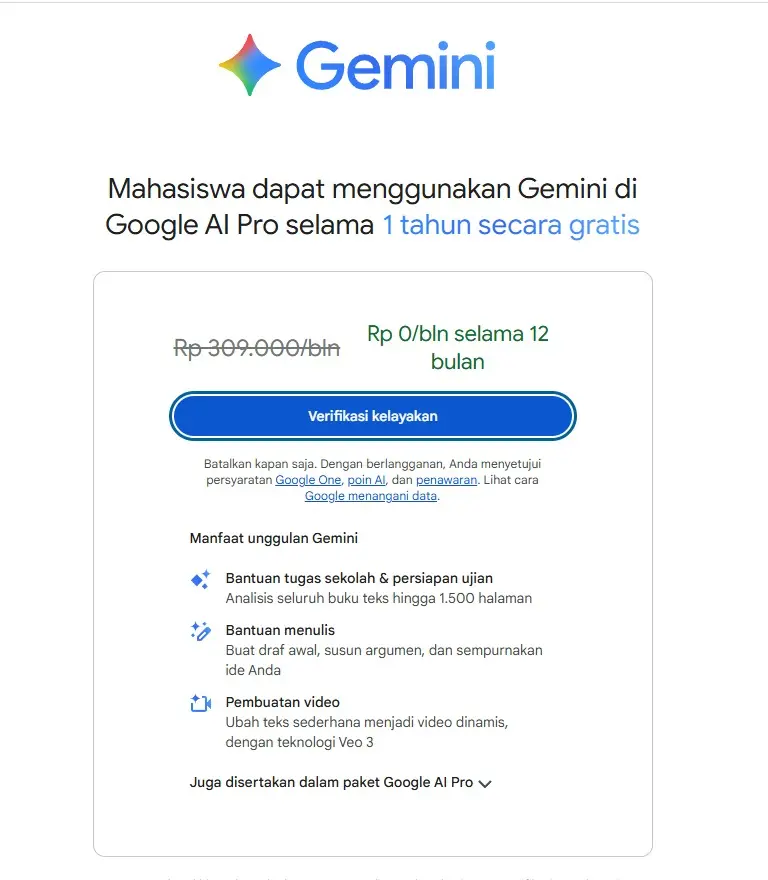 Gemini
Mahasiswa dapat menggunakan Gemini di
Google AI Pro selama 1 tahun secara gratis
Rp 309.000/bln
Rp 0/bln selama 12
bulan
Verifikasi kelayakan
Batalkan kapan saja. Dengan berlangganan, Anda menyetujui
persyaratan Google One, poin AI, dan penawaran. Lihat cara
Google menangani data.
Manfaat unggulan Gemini
Bantuan tugas sekolah & persiapan ujian
Analisis seluruh buku teks hingga 1.500 halaman
Bantuan menulis
Buat draf awal, susun argumen, dan sempurnakan
ide Anda
Pembuatan video
Ubah teks sederhana menjadi video dinamis,
dengan teknologi Veo 3
Juga disertakan dalam paket Google AI Pro